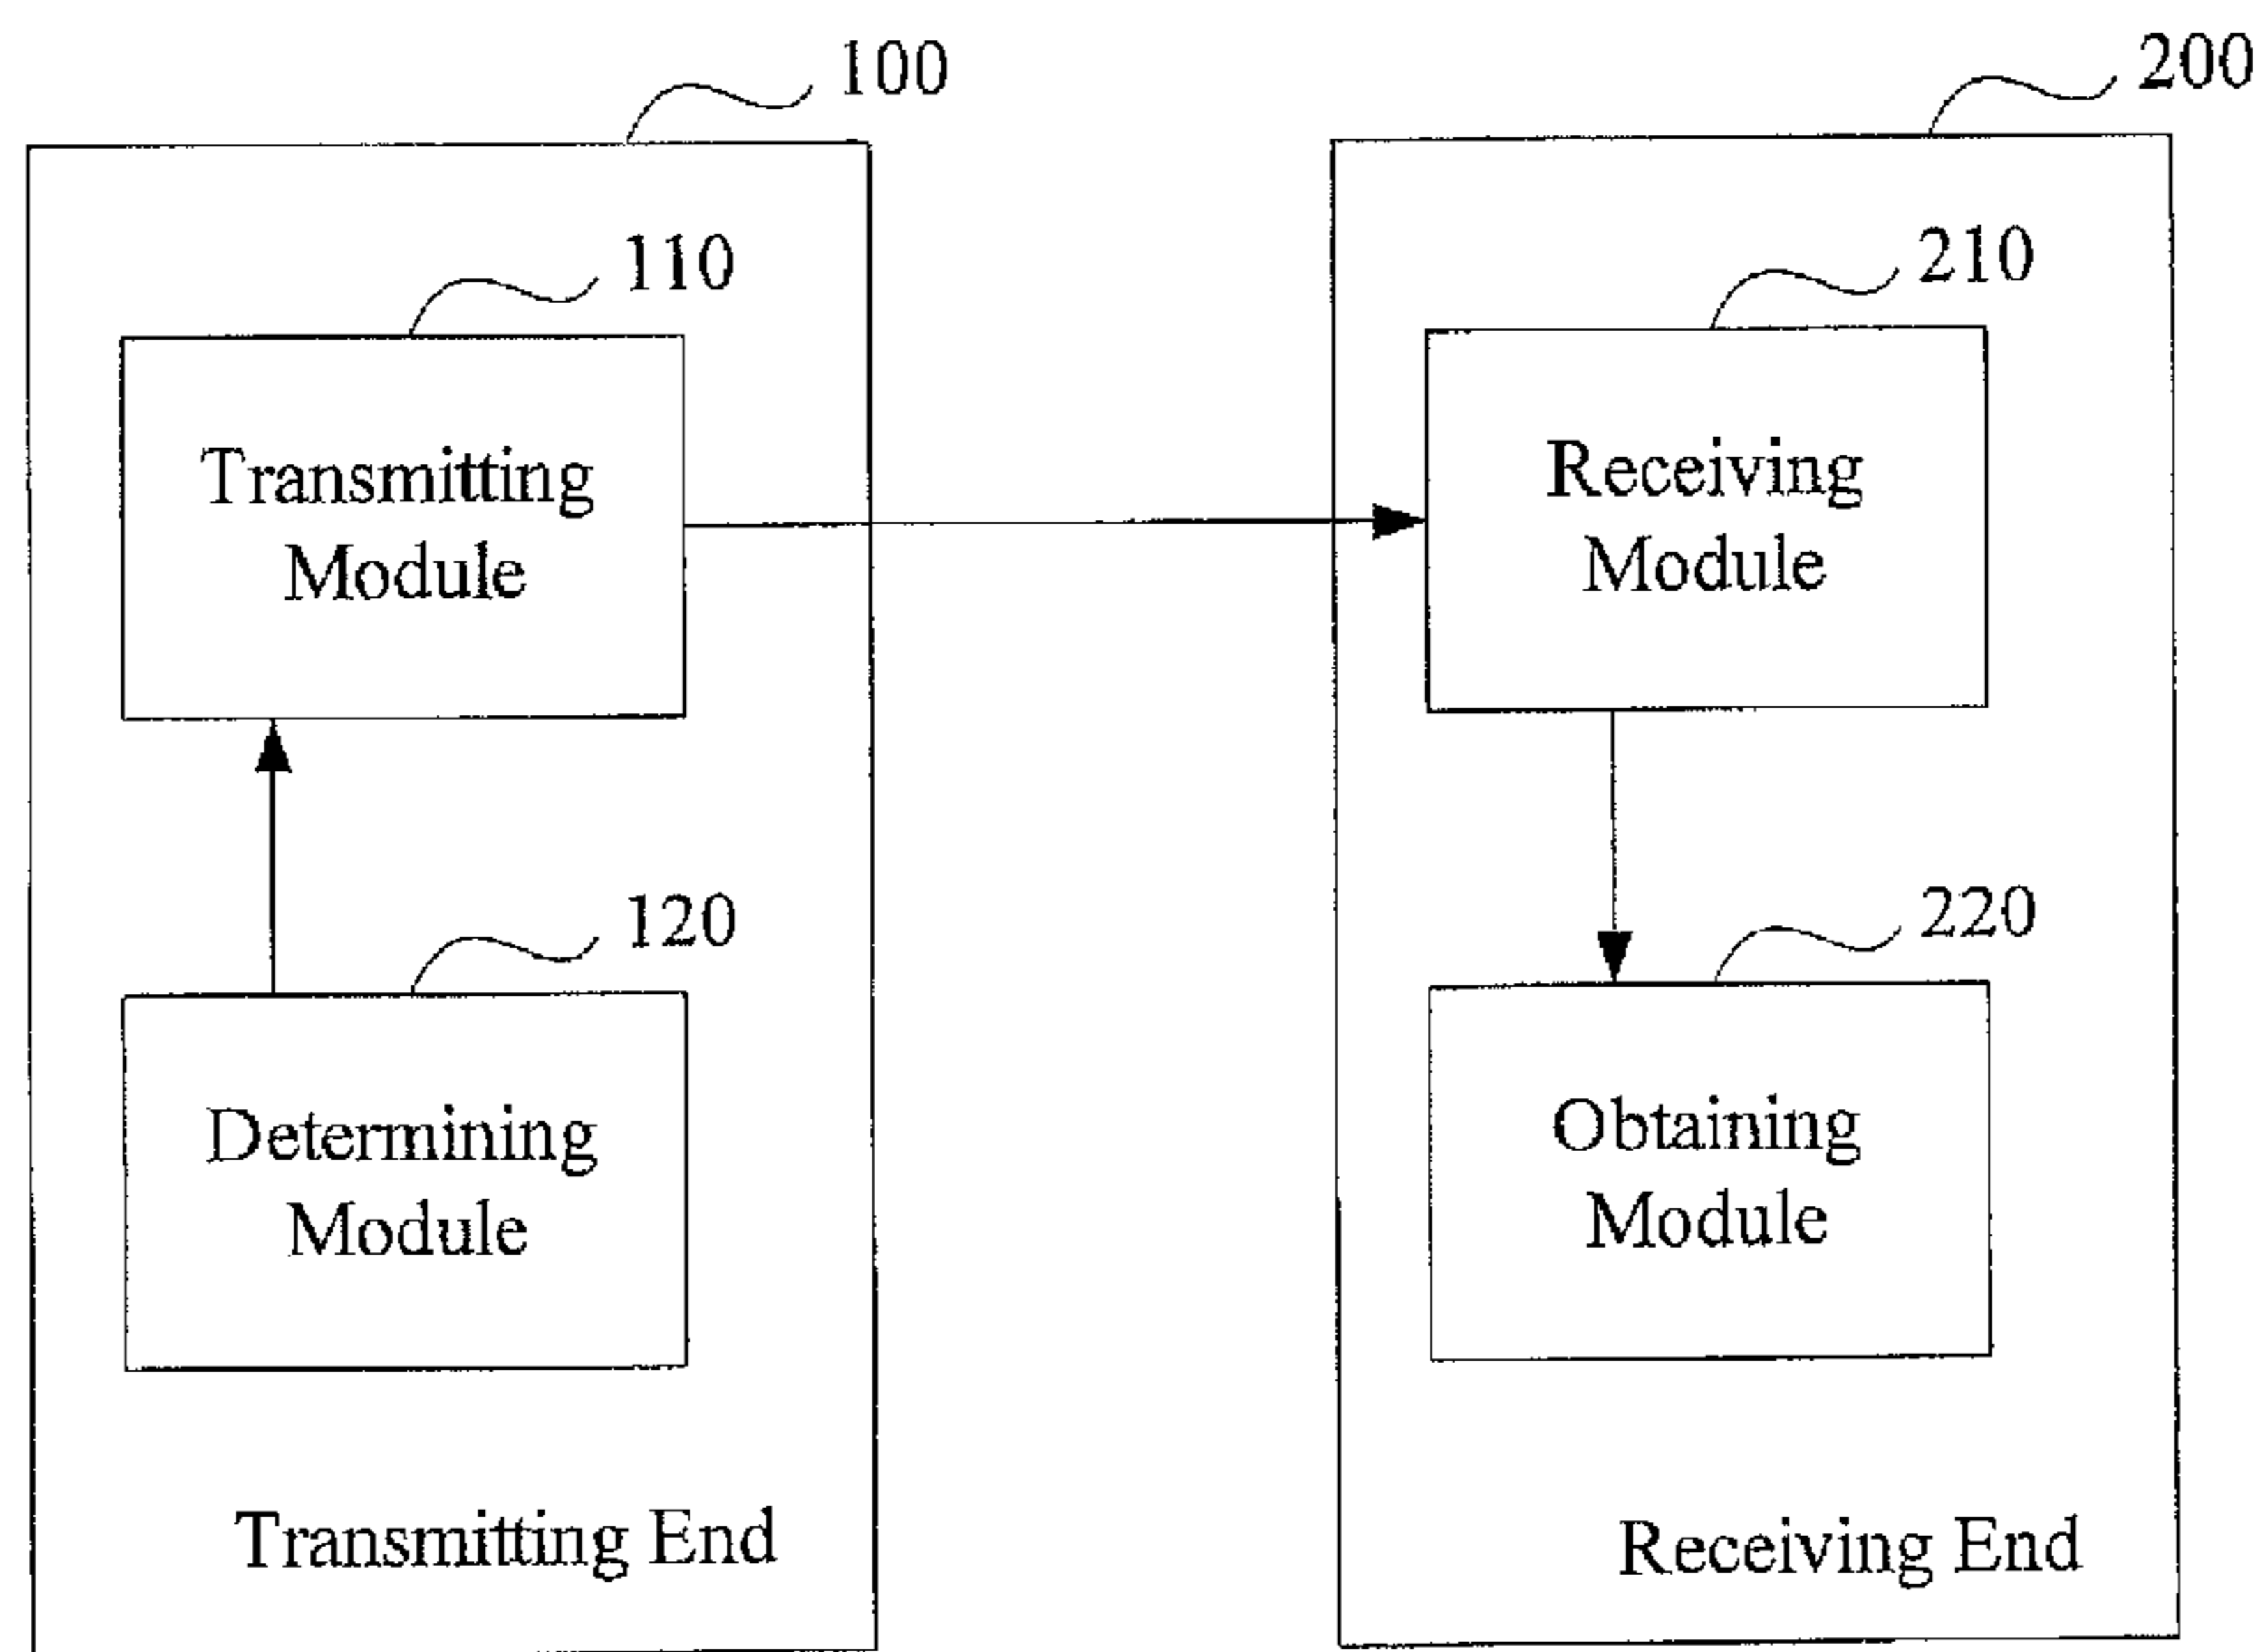 100
110
Transmitting
Module
120
Determining
Module
Transmitting End
200
210
Receiving
Module
220
Obtaining
Module
Receiving End